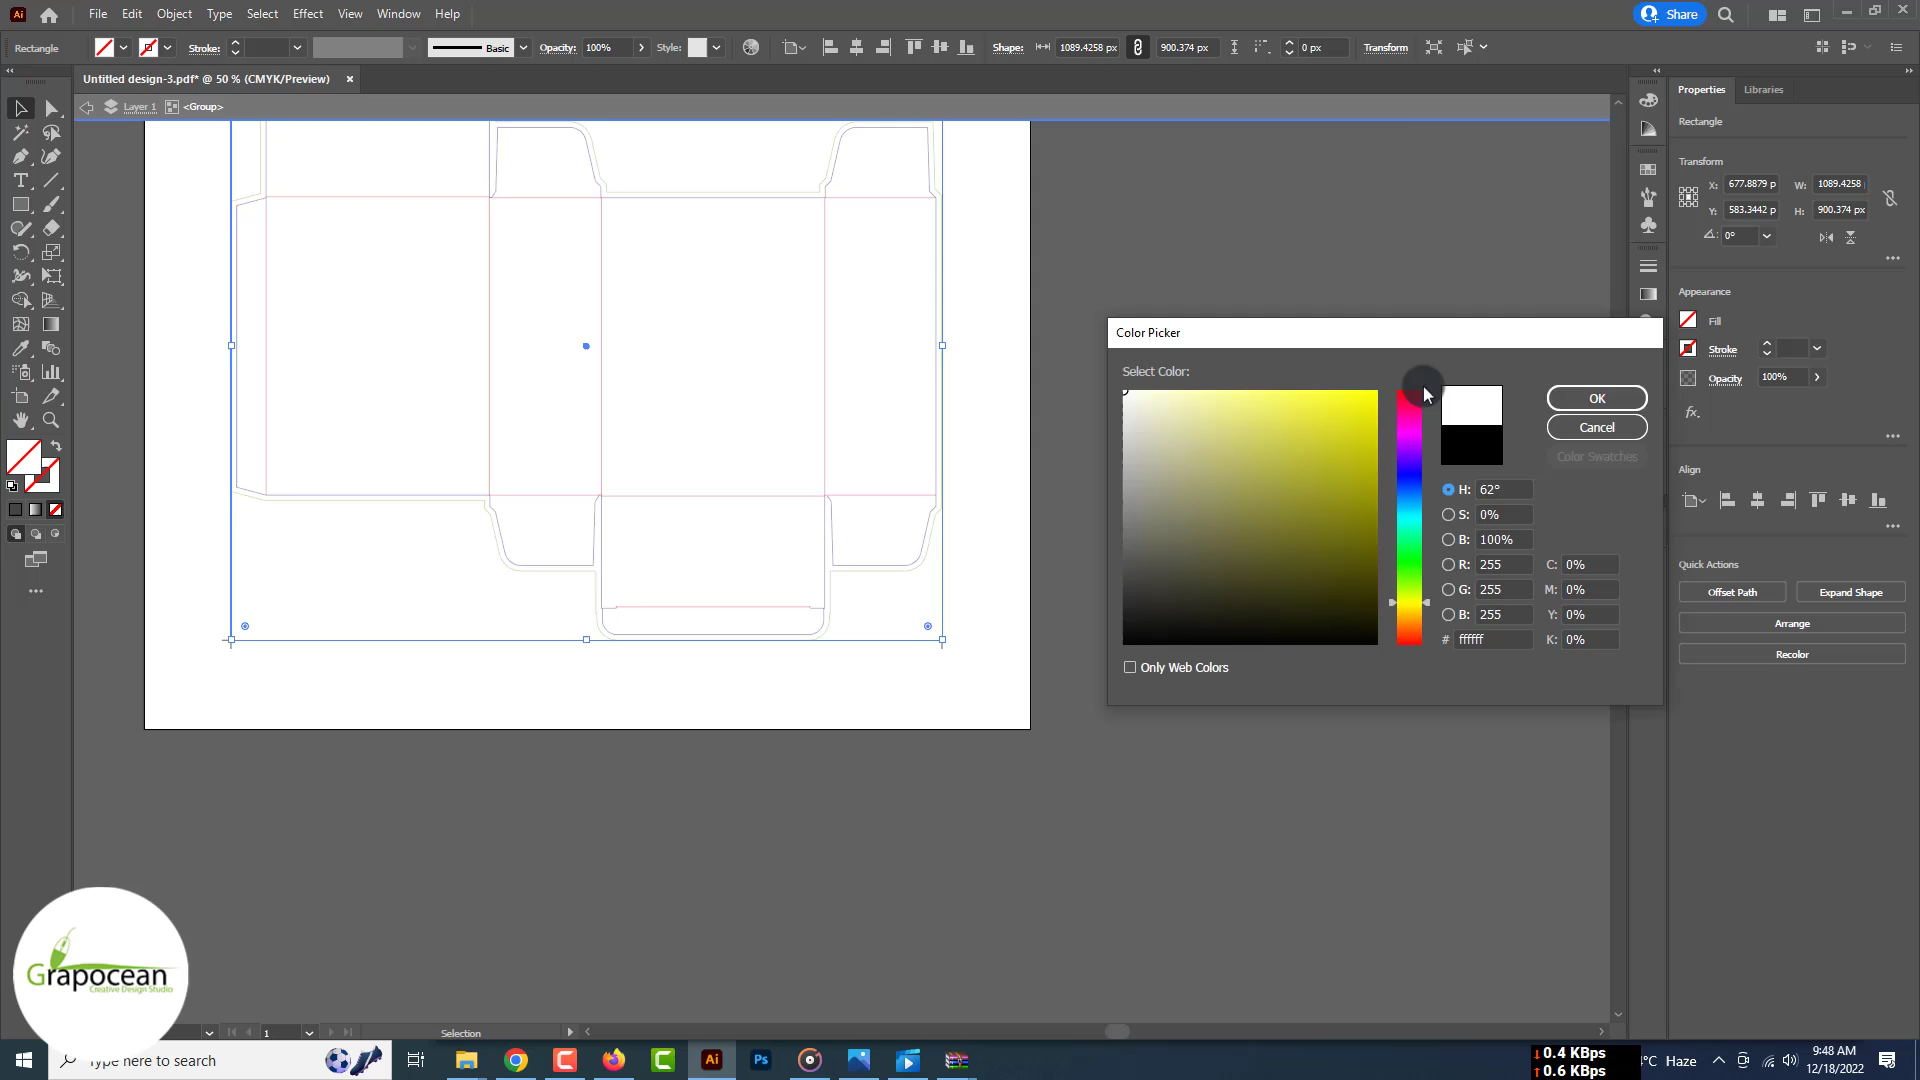 Ai File Edit Object Type Select Effect View Window Help Share
Rectangle Stroke: Basic Opacity: 100% Style: Shape: 1089.4258 px 900.374 px 0 px Transform
Untitled design-3.pdf* @ 50 % (CMYK/Preview)
Layer 1 <Group>
Properties Libraries
Rectangle
Transform
X: 677.8879 p W: 1089.4258
Y: 583.3442 p H: 900.374 px
0°
Appearance
Fill
Stroke
Opacity 100%
fx.
Align
Quick Actions
Offset Path Expand Shape
Arrange
Recolor
Color Picker
Select Color:
OK
Cancel
Color Swatches
H: 62°
S: 0%
B: 100%
R: 255 C: 0%
G: 255 M: 0%
B: 255 Y: 0%
# ffffff K: 0%
Only Web Colors
Grapocean
Creative Design Studio
1 Selection
Type here to search
Ai Ps
0.4 KBps
0.6 KBps
°C Haze
9:48 AM
12/18/2022